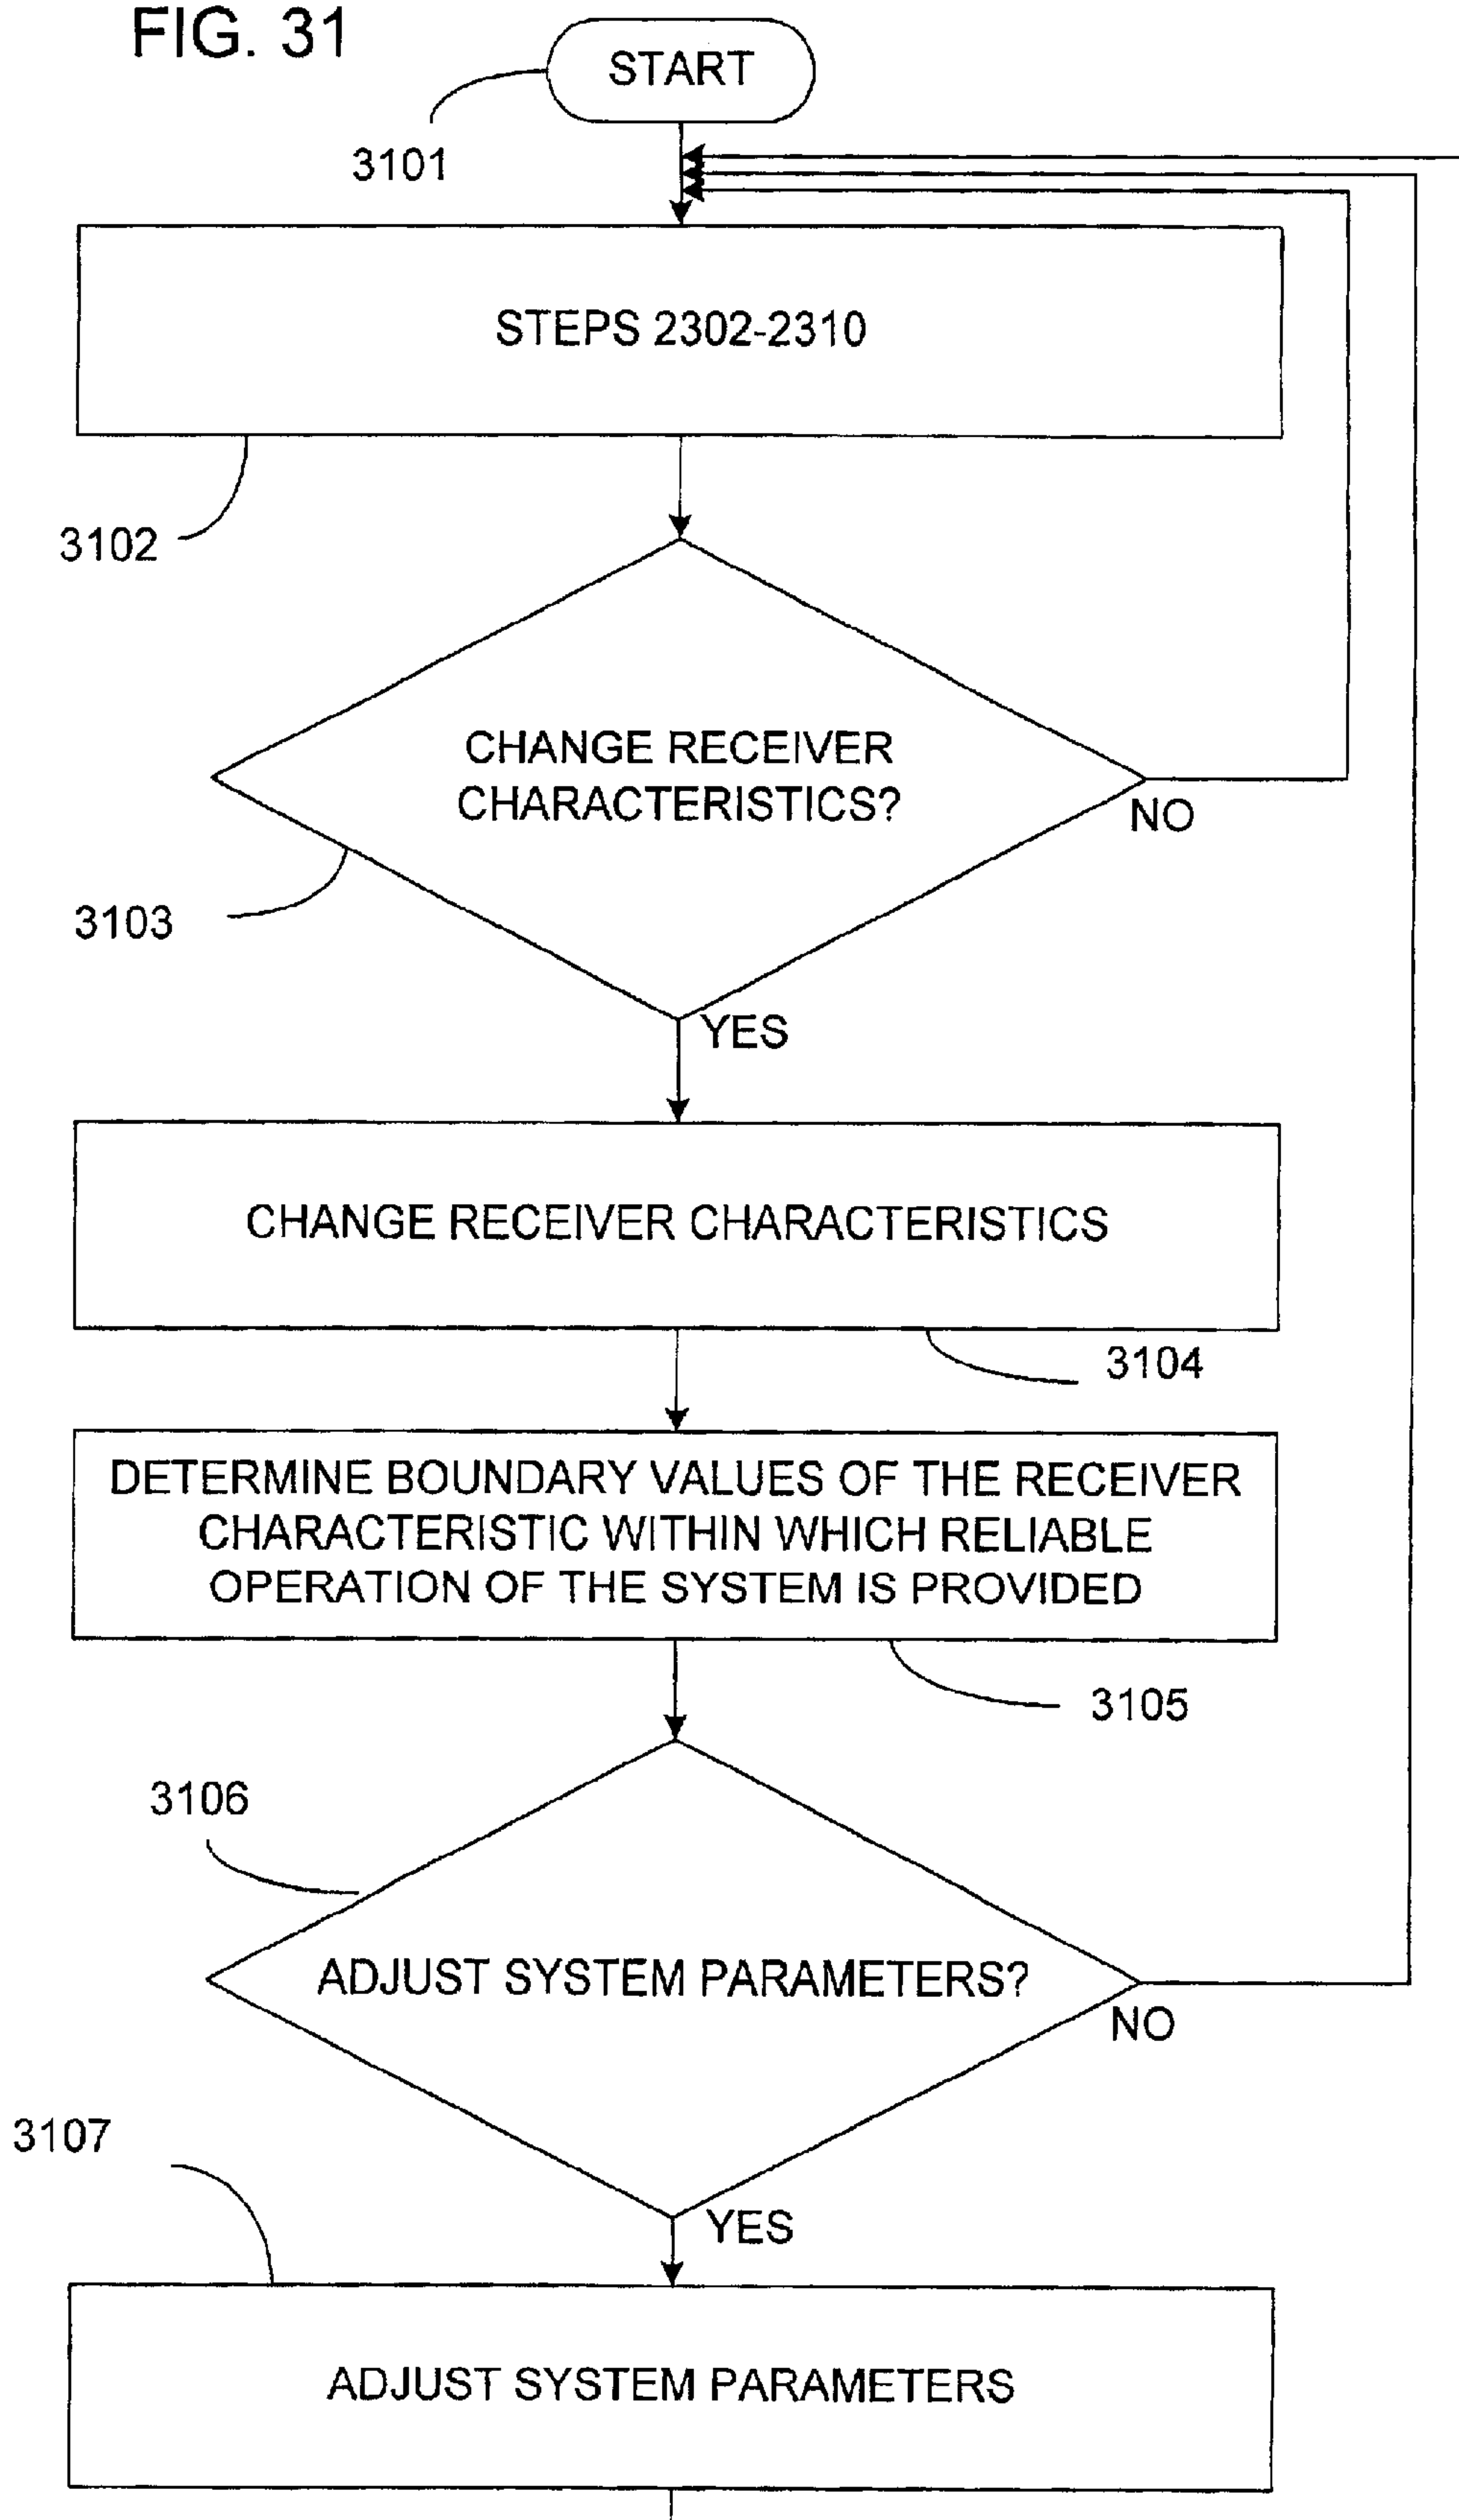 FIG. 31
START
3101
STEPS 2302-2310
3102
CHANGE RECEIVER
CHARACTERISTICS?
NO
3103
YES
CHANGE RECEIVER CHARACTERISTICS
3104
DETERMINE BOUNDARY VALUES OF THE RECEIVER
CHARACTERISTIC WITHIN WHICH RELIABLE
OPERATION OF THE SYSTEM IS PROVIDED
3105
3106
ADJUST SYSTEM PARAMETERS?
NO
3107
YES
ADJUST SYSTEM PARAMETERS